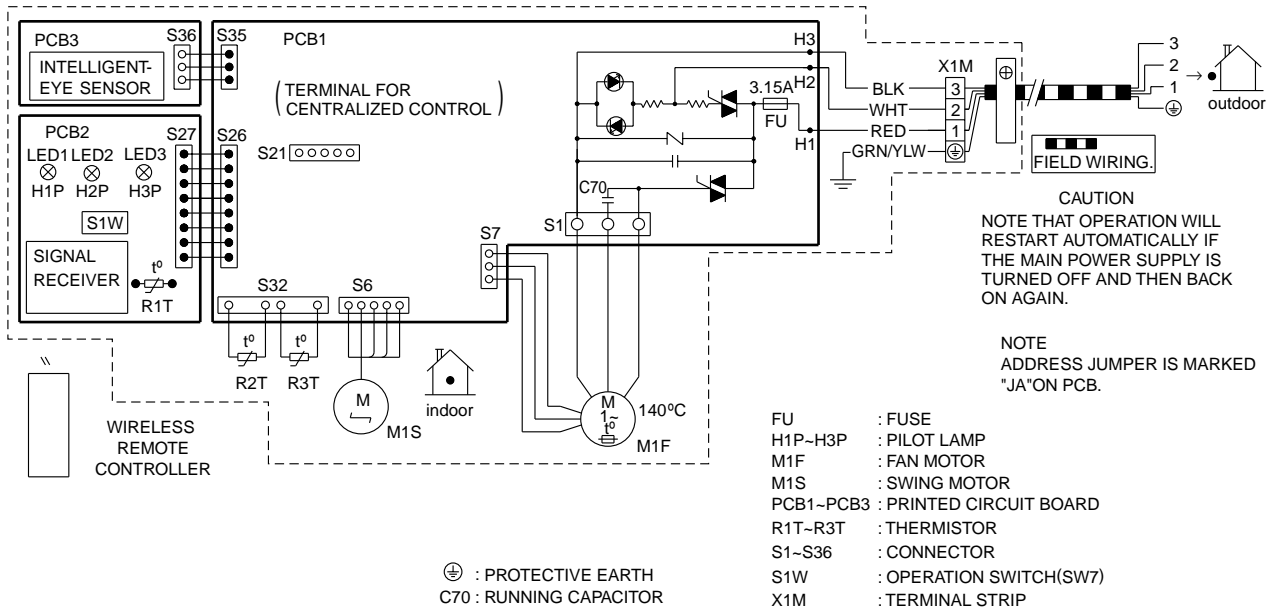 PCB3
S36
S35
INTELLIGENT-
EYE SENSOR
PCB1
(TERMINAL FOR
CENTRALIZED CONTROL)
H3
H2
H1
3.15A
FU
BLK
WHT
RED
GRN/YLW
X1M
3
2
1
3
2
1
outdoor
FIELD WIRING.
PCB2
LED1 LED2 LED3
H1P H2P H3P
S27
S26
S21
S1W
SIGNAL
RECEIVER
tº
R1T
C70
S1
S7
S32
S6
tº
tº
R2T
R3T
M
M1S
indoor
M
1~
tº
140ºC
M1F
WIRELESS
REMOTE
CONTROLLER
CAUTION
NOTE THAT OPERATION WILL
RESTART AUTOMATICALLY IF
THE MAIN POWER SUPPLY IS
TURNED OFF AND THEN BACK
ON AGAIN.
NOTE
ADDRESS JUMPER IS MARKED
"JA"ON PCB.
FU : FUSE
H1P~H3P : PILOT LAMP
M1F : FAN MOTOR
M1S : SWING MOTOR
PCB1~PCB3 : PRINTED CIRCUIT BOARD
R1T~R3T : THERMISTOR
S1~S36 : CONNECTOR
S1W : OPERATION SWITCH(SW7)
X1M : TERMINAL STRIP
: PROTECTIVE EARTH
C70 : RUNNING CAPACITOR